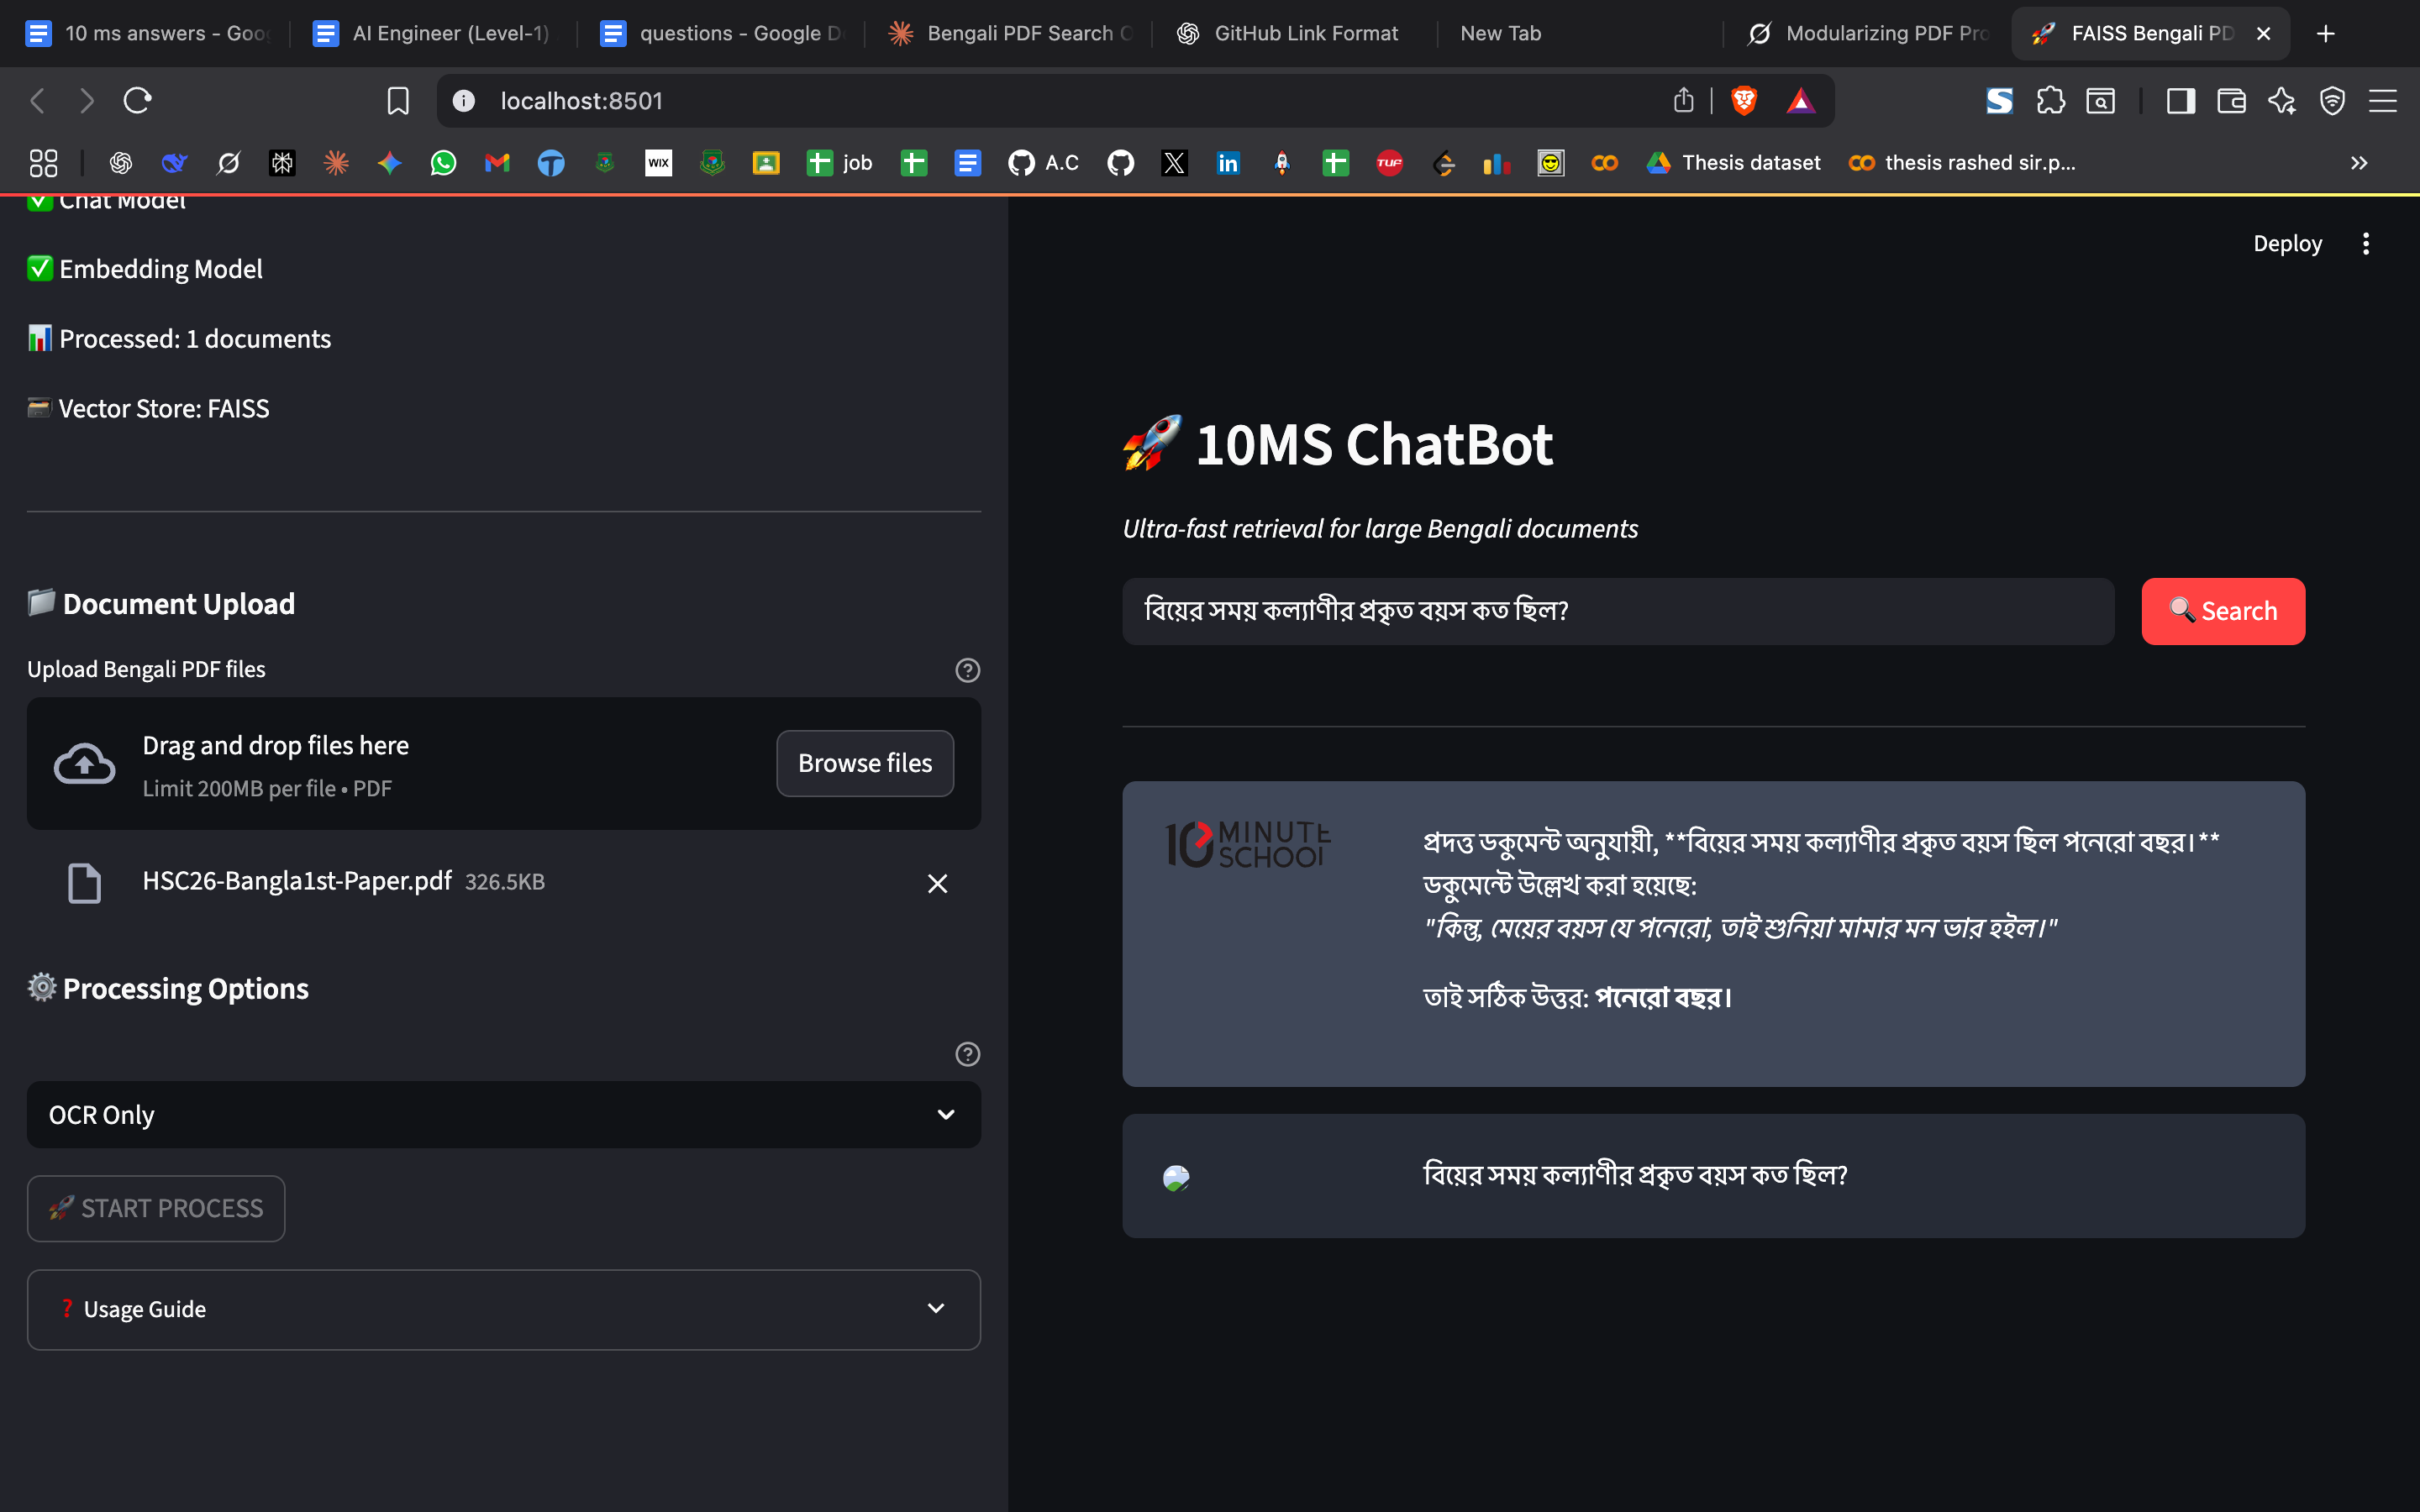 10 ms answers - Goo
AI Engineer (Level-1)
questions - Google D
Bengali PDF Search
GitHub Link Format
New Tab
Modularizing PDF Pro
FAISS Bengali PD
localhost:8501
WIX
job
A.C
TUF
Thesis dataset
thesis rashed sir.p...
Chat Model
Embedding Model
Processed: 1 documents
Vector Store: FAISS
Document Upload
Upload Bengali PDF files
Drag and drop files here
Limit 200MB per file • PDF
Browse files
HSC26-Bangla1st-Paper.pdf 326.5KB
Processing Options
OCR Only
START PROCESS
Usage Guide
Deploy
10MS ChatBot
Ultra-fast retrieval for large Bengali documents
বিয়ের সময় কল্যাণীর প্রকৃত বয়স কত ছিল?
Search
10 MINUTE
SCHOOL
প্রদত্ত ডকুমেন্ট অনুযায়ী, **বিয়ের সময় কল্যাণীর প্রকৃত বয়স ছিল পনেরো বছর।**
ডকুমেন্টে উল্লেখ করা হয়েছে:
"কিন্তু, মেয়ের বয়স যে পনেরো, তাই শুনিয়া মামার মন ভার হইল।"
তাই সঠিক উত্তর: পনেরো বছর।
বিয়ের সময় কল্যাণীর প্রকৃত বয়স কত ছিল?